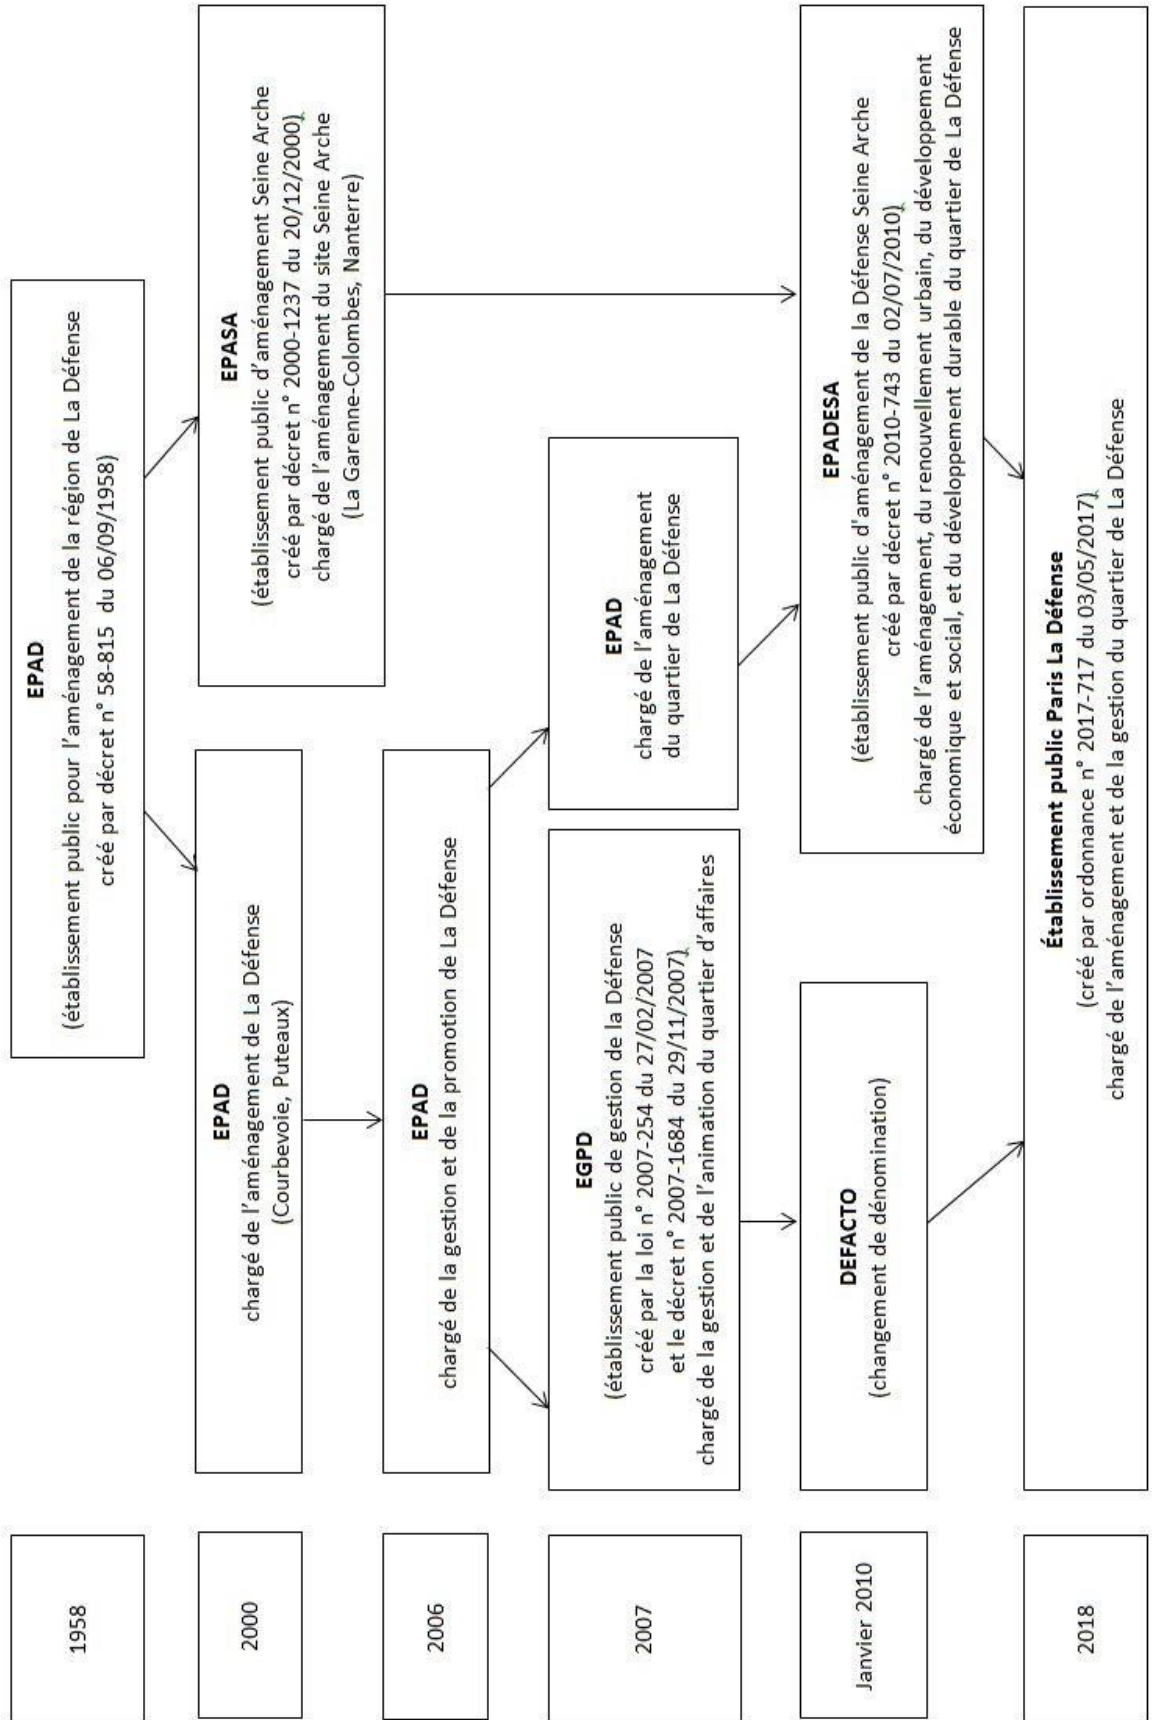 1958
EPAD
(établissement public pour l’aménagement de la région de La Défense
créé par décret n° 58-815 du 06/09/1958)
2000
EPAD
chargé de l’aménagement de La Défense
(Courbevoie, Puteaux)
EPASA
(établissement public d’aménagement Seine Arche
créé par décret n° 2000-1237 du 20/12/2000)
chargé de l’aménagement du site Seine Arche
(La Garenne-Colombes, Nanterre)
2006
EPAD
chargé de la gestion et de la promotion de La Défense
2007
EGPD
(établissement public de gestion de la Défense
créé par la loi n° 2007-254 du 27/02/2007
et le décret n° 2007-1684 du 29/11/2007)
chargé de la gestion et de l’animation du quartier d’affaires
EPAD
chargé de l’aménagement
du quartier de La Défense
Janvier 2010
DEFACTO
(changement de dénomination)
EPADESA
(établissement public d’aménagement de la Défense Seine Arche
créé par décret n° 2010-743 du 02/07/2010)
chargé de l’aménagement, du renouvellement urbain, du développement
économique et social, et du développement durable du quartier de La Défense
2018
Établissement public Paris La Défense
(créé par ordonnance n° 2017-717 du 03/05/2017)
chargé de l’aménagement et de la gestion du quartier de La Défense